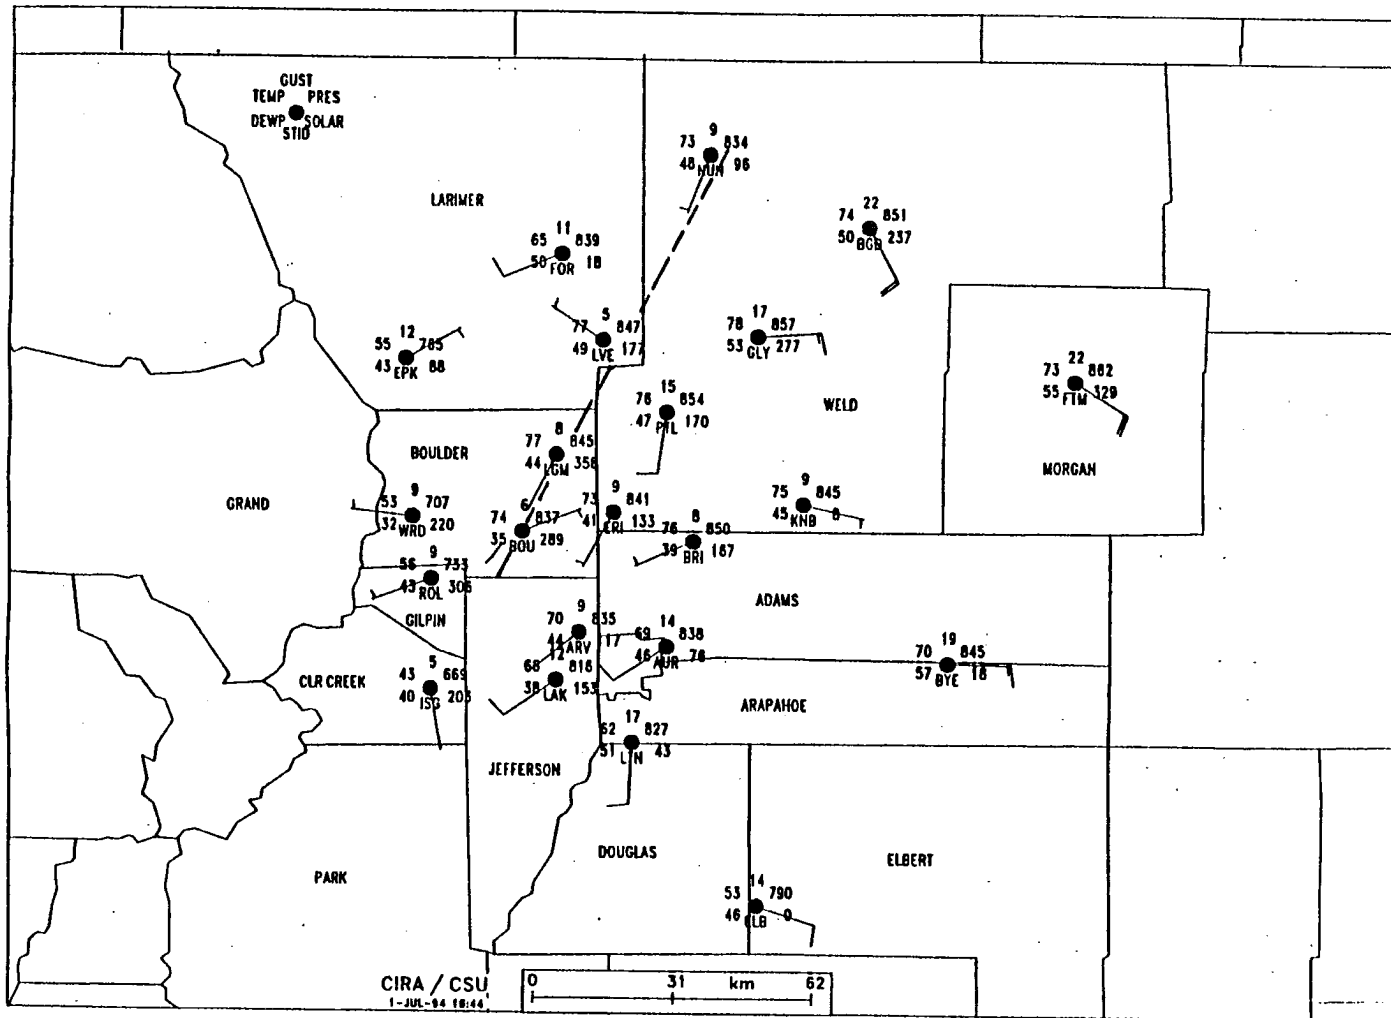 GUST
TEMP PRES
DEWP SOLAR
STID
9
73 834
48 NUN 96
LARIMER
22
74 851
50 BGD 237
11
65 839
50 FOR 18
5
77 847
49 LVE 177
17
78 857
53 GLY 277
12
55 785
43 EPK 88
22
73 862
55 FTM 329
15
76 854
47 PTL 170
WELD
8
77 845
44 LGM 358
BOULDER
MORGAN
9
53 707
32 WRD 220
GRAND
6
74 837
35 BOU 289
9
73 841
41 ERI 133
8
76 850
39 BRI 167
9
75 845
45 KNB 8
9
56 733
43 ROL 306
GILPIN
ADAMS
9
70 835
44 ARV 17
14
69 838
46 AUR 76
12
68 818
38 LAK 153
19
70 845
57 BYE 18
5
43 669
40 ISG 203
CLR CREEK
ARAPAHOE
17
62 827
51 LTN 43
JEFFERSON
DOUGLAS
ELBERT
PARK
14
53 790
46 ELB 0
CIRA / CSU
1-JUL-94 16:44
0 31 km 62